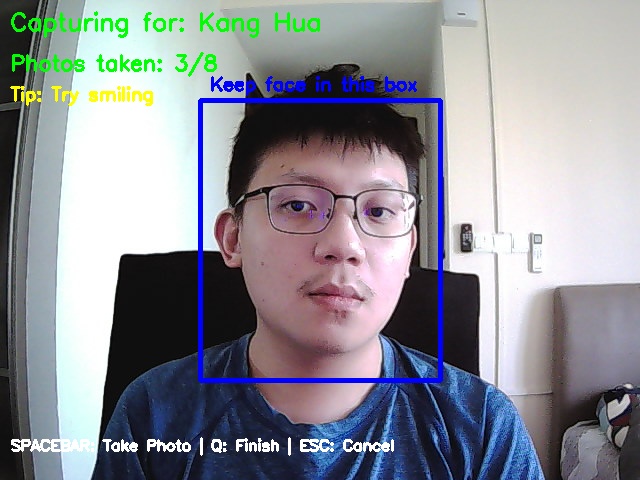 Capturing for: Kang Hua
Photos taken: 3/8
Tip: Try smiling
Keep face in this box
SPACEBAR: Take Photo | Q: Finish | ESC: Cancel